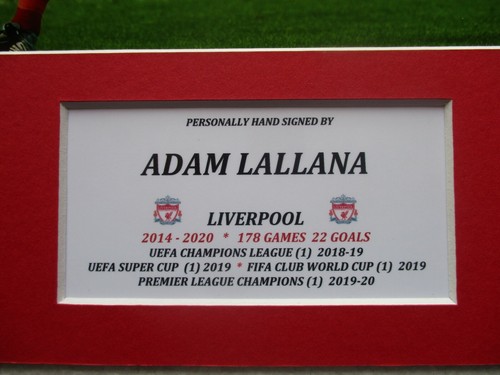 PERSONALLY HAND SIGNED BY
ADAM LALLANA
LIVERPOOL
2014 - 2020 * 178 GAMES 22 GOALS
UEFA CHAMPIONS LEAGUE (1) 2018-19
UEFA SUPER CUP (1) 2019 * FIFA CLUB WORLD CUP (1) 2019
PREMIER LEAGUE CHAMPIONS (1) 2019-20